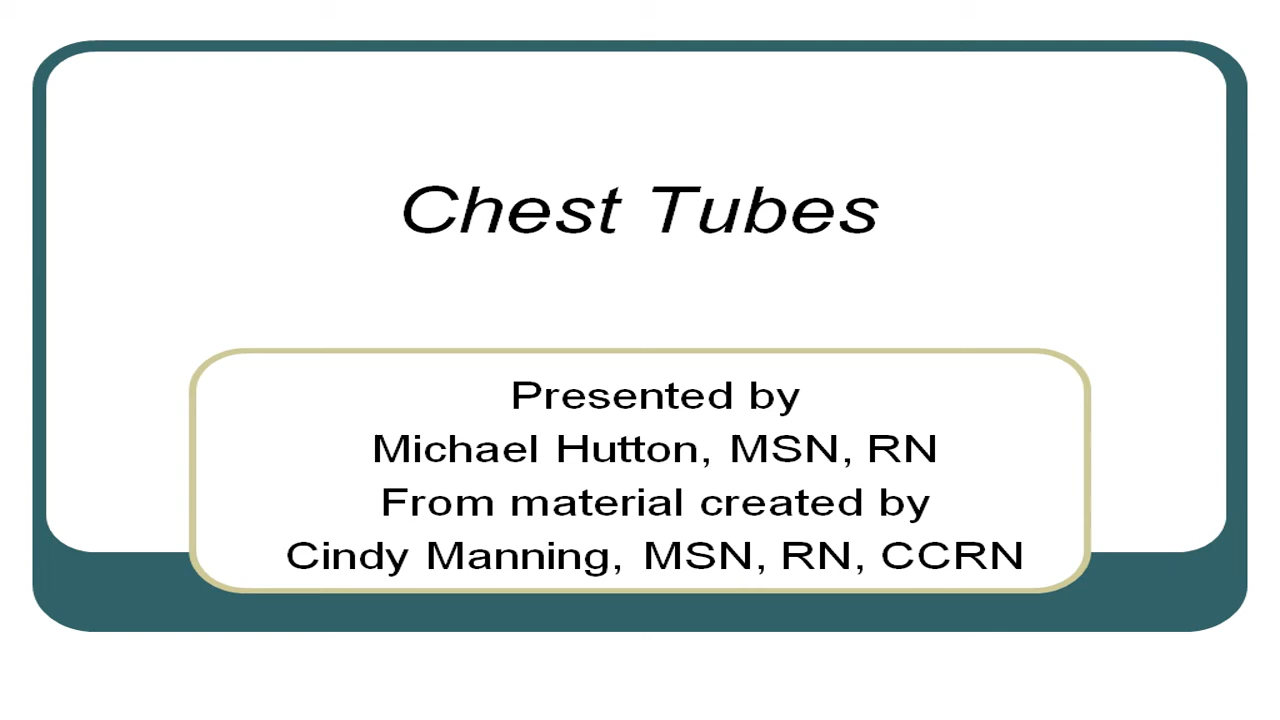 Chest Tubes
Presented by
Michael Hutton, MSN, RN
From material created by
Cindy Manning, MSN, RN, CCRN